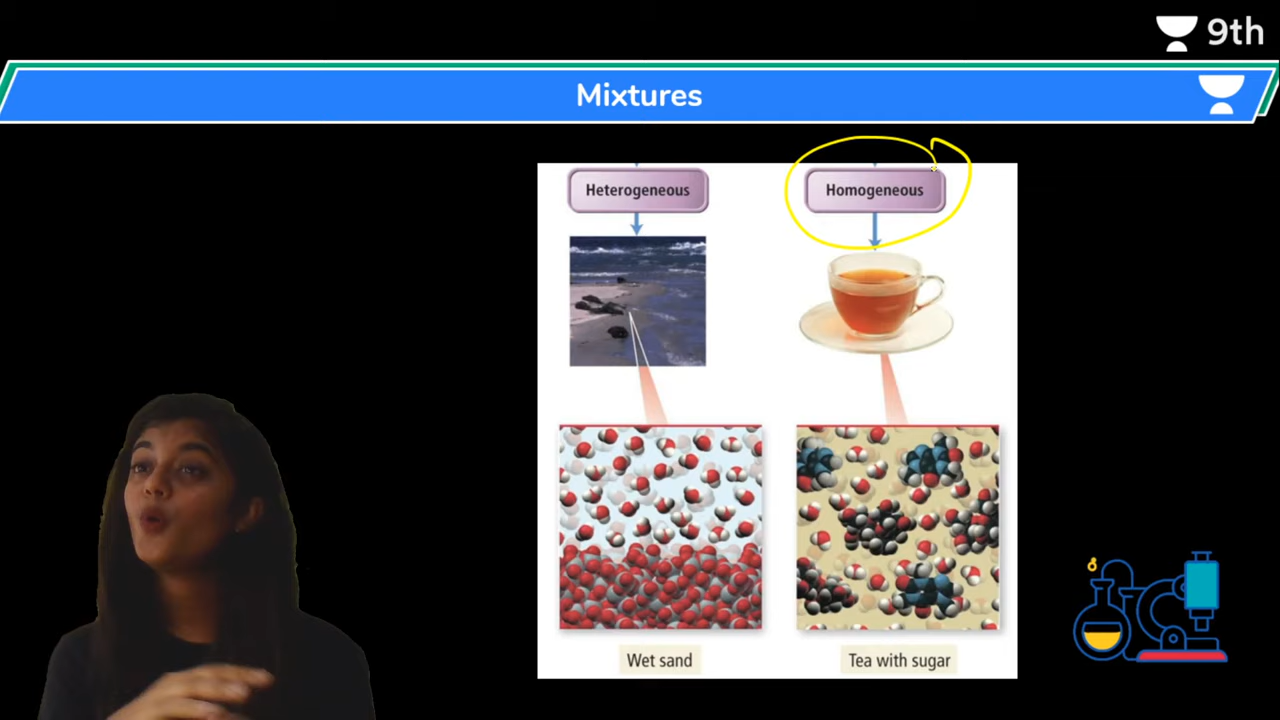 9th
Mixtures
Heterogeneous
Homogeneous
Wet sand
Tea with sugar